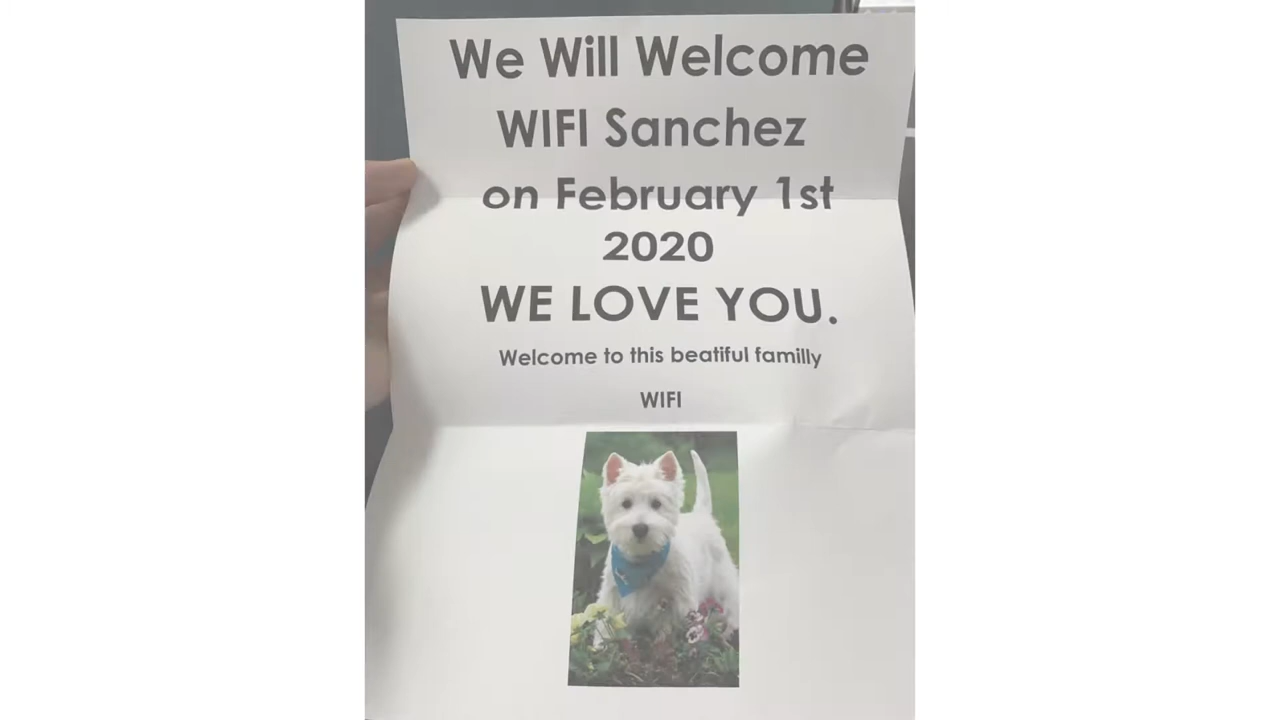 We Will Welcome
WIFI Sanchez
on February 1st
2020
WE LOVE YOU.
Welcome to this beatiful familly
WIFI